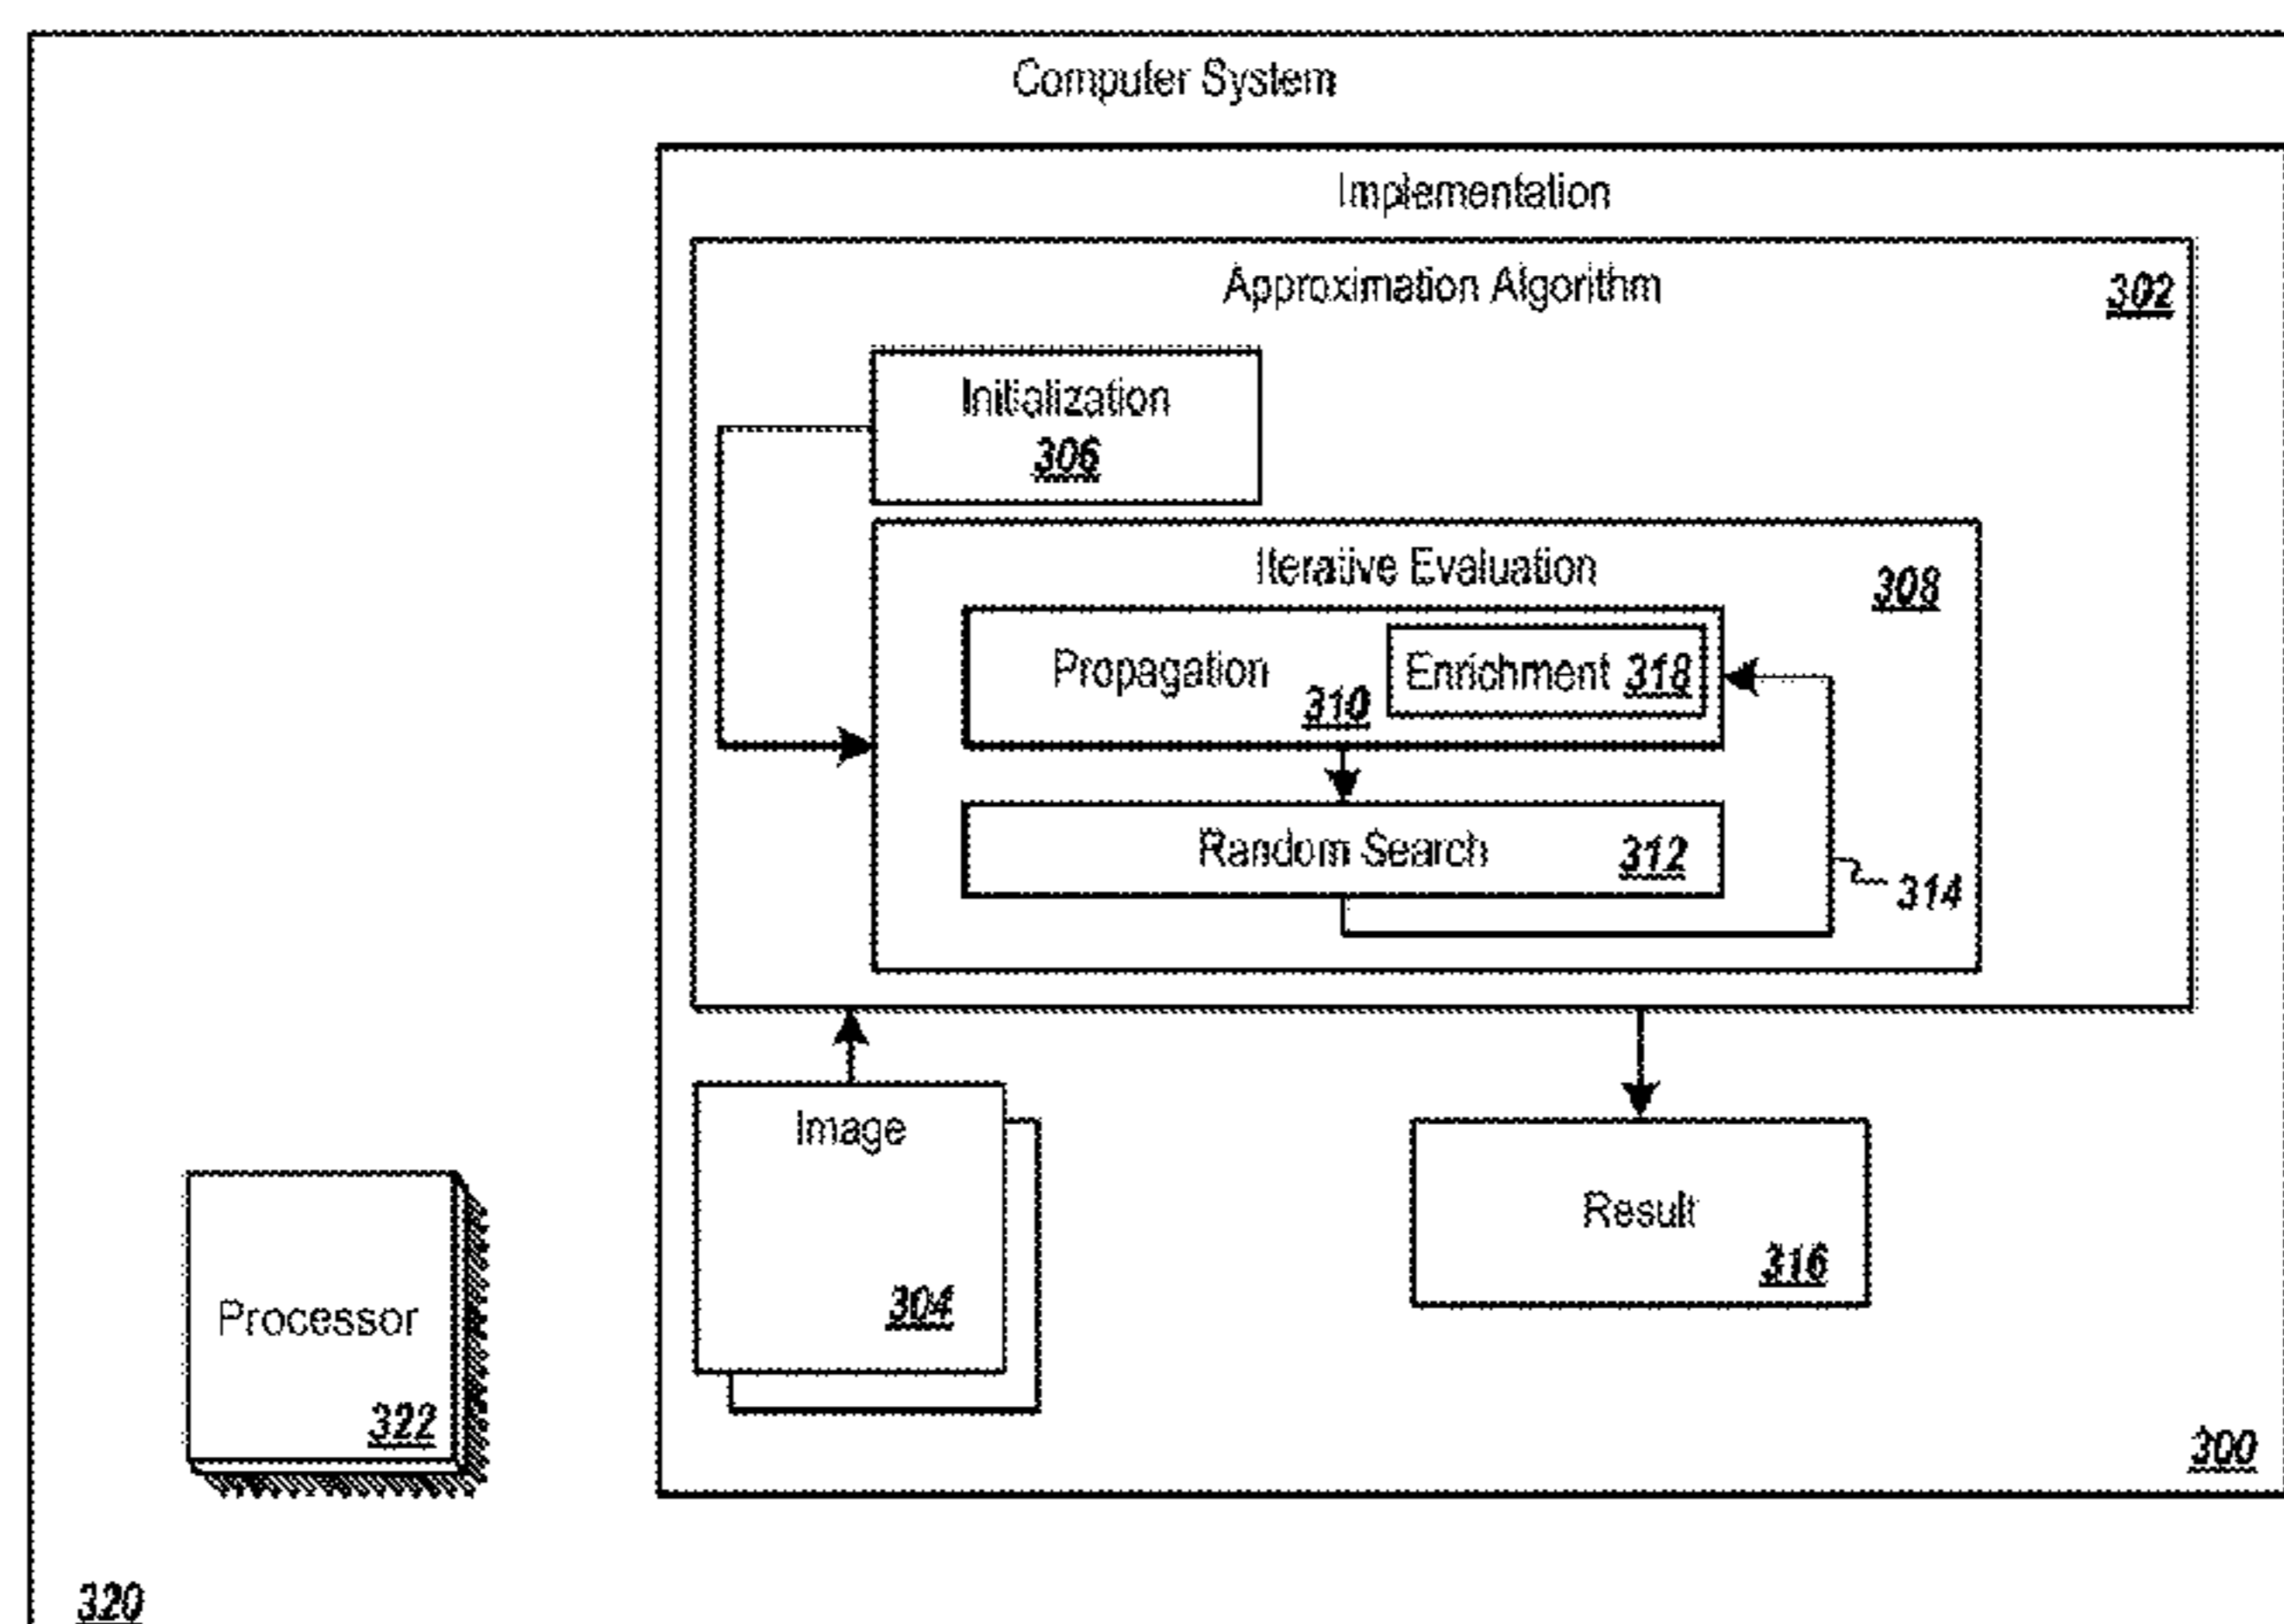 Computer System
Implementation
Approximation Algorithm
302
Initialization
306
Iterative Evaluation
308
Propagation
310
Enrichment 318
Random Search 312
314
Image
304
Result
316
Processor
322
300
320